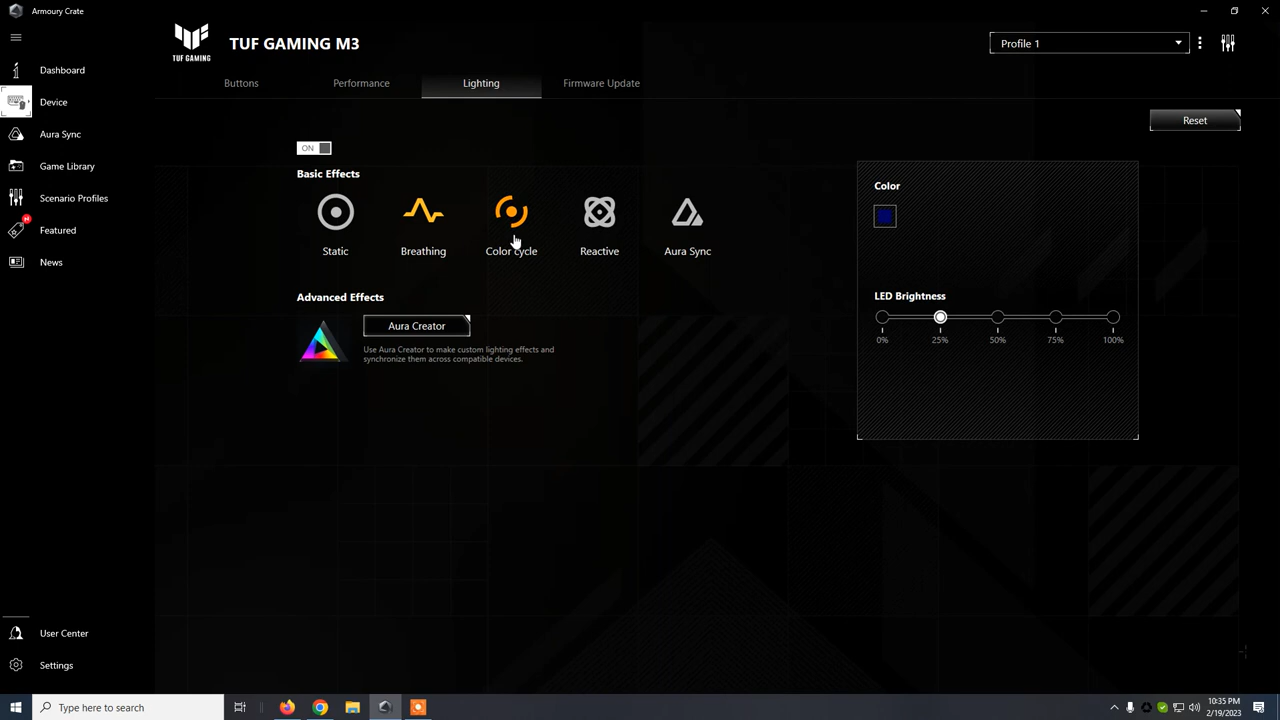 Armoury Crate
TUF GAMING
TUF GAMING M3
Profile 1
Dashboard
Device
Aura Sync
Game Library
Scenario Profiles
Featured
News
User Center
Settings
Buttons
Performance
Lighting
Firmware Update
Reset
ON
Basic Effects
Static
Breathing
Color cycle
Reactive
Aura Sync
Advanced Effects
Aura Creator
Use Aura Creator to make custom lighting effects and
synchronize them across compatible devices.
Color
LED Brightness
0%
25%
50%
75%
100%
Type here to search
10:35 PM
2/19/2023